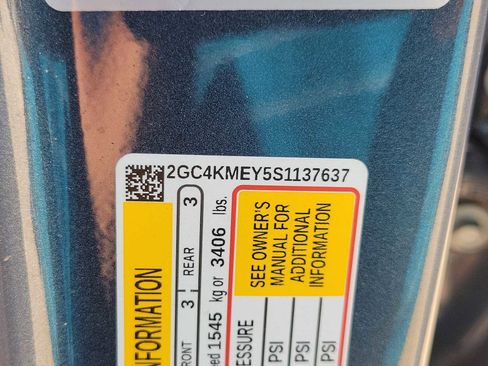 2GC4KMEY5S1137637
INFORMATION
FRONT 3 REAR 3
1545 kg or 3406 lbs.
SEE OWNER'S
MANUAL FOR
ADDITIONAL
INFORMATION
PSI
PSI
PSI